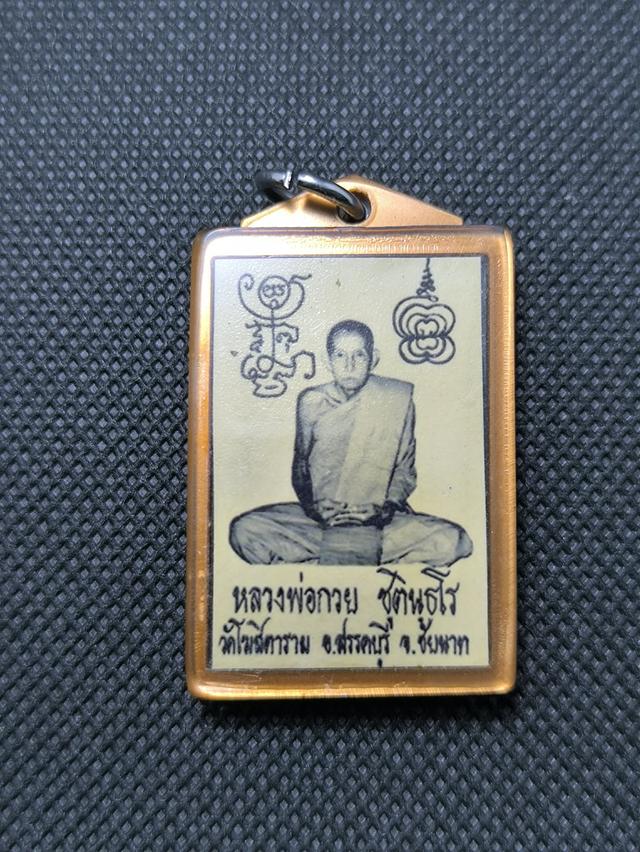 หลวงพ่อกวย ชุตินฺธโร
วัดโฆสิตาราม อ.สรรคบุรี จ.ชัยนาท